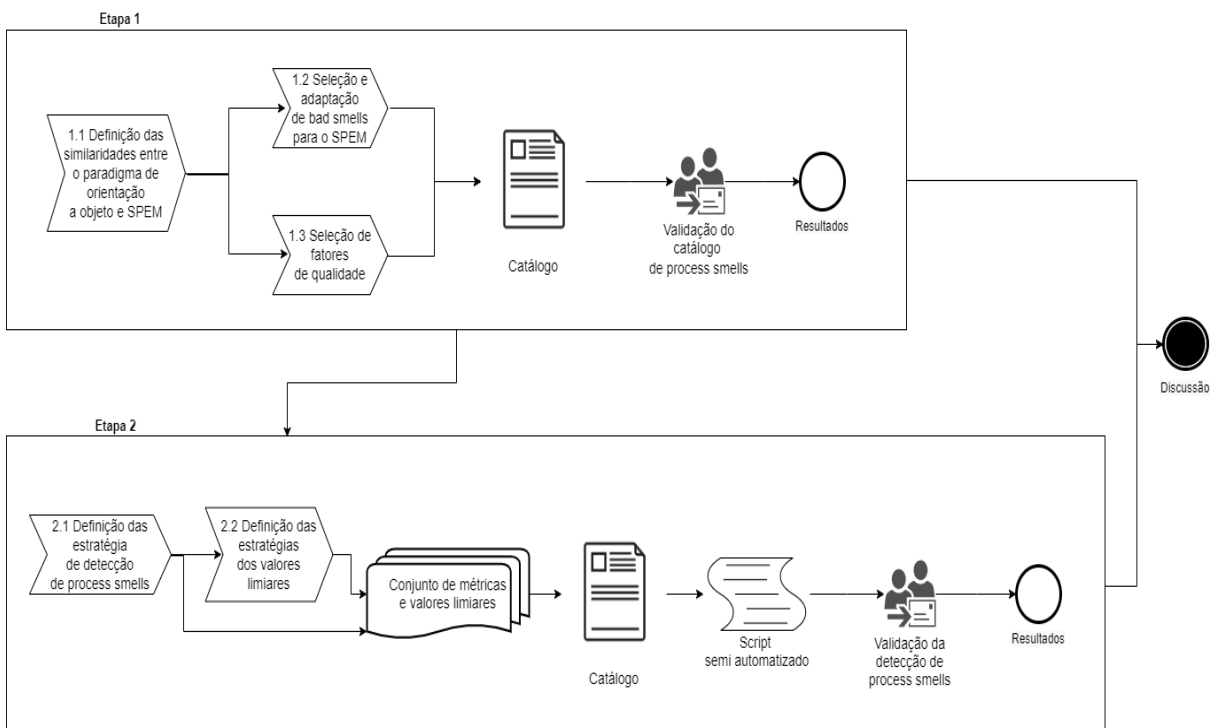 Etapa 1
1.1 Definição das
similaridades entre
o paradigma de
orientação
a objeto e SPEM
1.2 Seleção e
adaptação
de bad smells
para o SPEM
1.3 Seleção de
fatores
de qualidade
Catálogo
Validação do
catálogo
de process smells
Resultados
Discussão
Etapa 2
2.1 Definição das
estratégia
de detecção
de process smells
2.2 Definição das
estratégias
dos valores
limiares
Conjunto de métricas
e valores limiares
Catálogo
Script
semi automatizado
Validação da
detecção de
process smells
Resultados